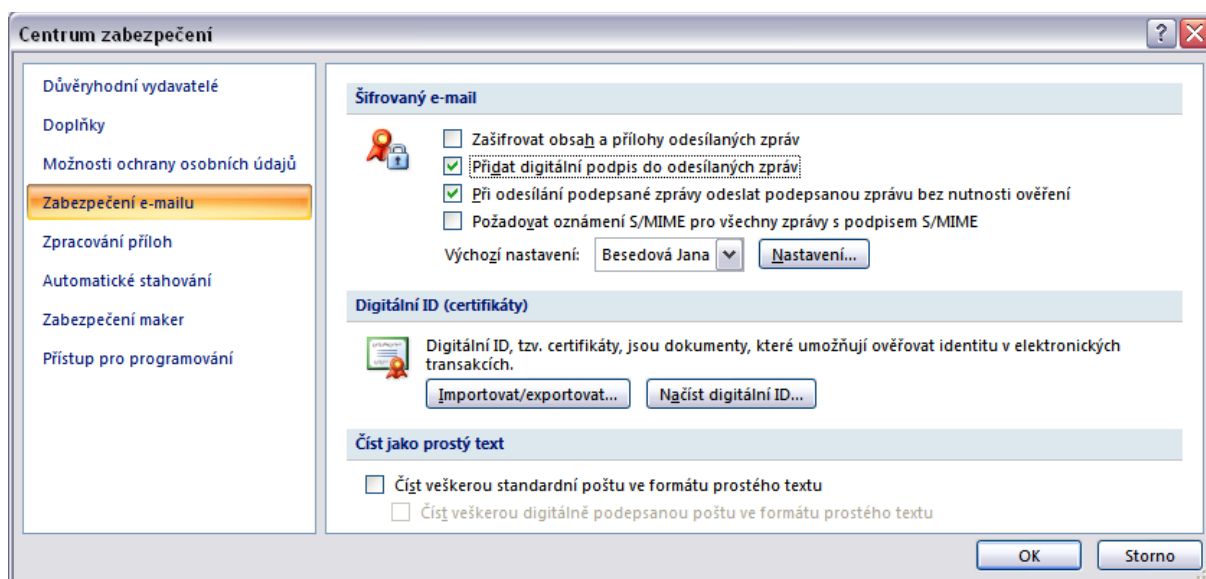 Centrum zabezpečení
Důvěryhodní vydavatelé
Doplňky
Možnosti ochrany osobních údajů
Zabezpečení e-mailu
Zpracování příloh
Automatické stahování
Zabezpečení maker
Přístup pro programování
Šifrovaný e-mail
Zašifrovat obsah a přílohy odesílaných zpráv
Přidat digitální podpis do odesílaných zpráv
Při odesílání podepsané zprávy odeslat podepsanou zprávu bez nutnosti ověření
Požadovat oznámení S/MIME pro všechny zprávy s podpisem S/MIME
Výchozí nastavení: Besedová Jana Nastavení...
Digitální ID (certifikáty)
Digitální ID, tzv. certifikáty, jsou dokumenty, které umožňují ověřovat identitu v elektronických
transakcích.
Importovat/exportovat... Načíst digitální ID...
Číst jako prostý text
Číst veškerou standardní poštu ve formátu prostého textu
Číst veškerou digitálně podepsanou poštu ve formátu prostého textu
OK Storno